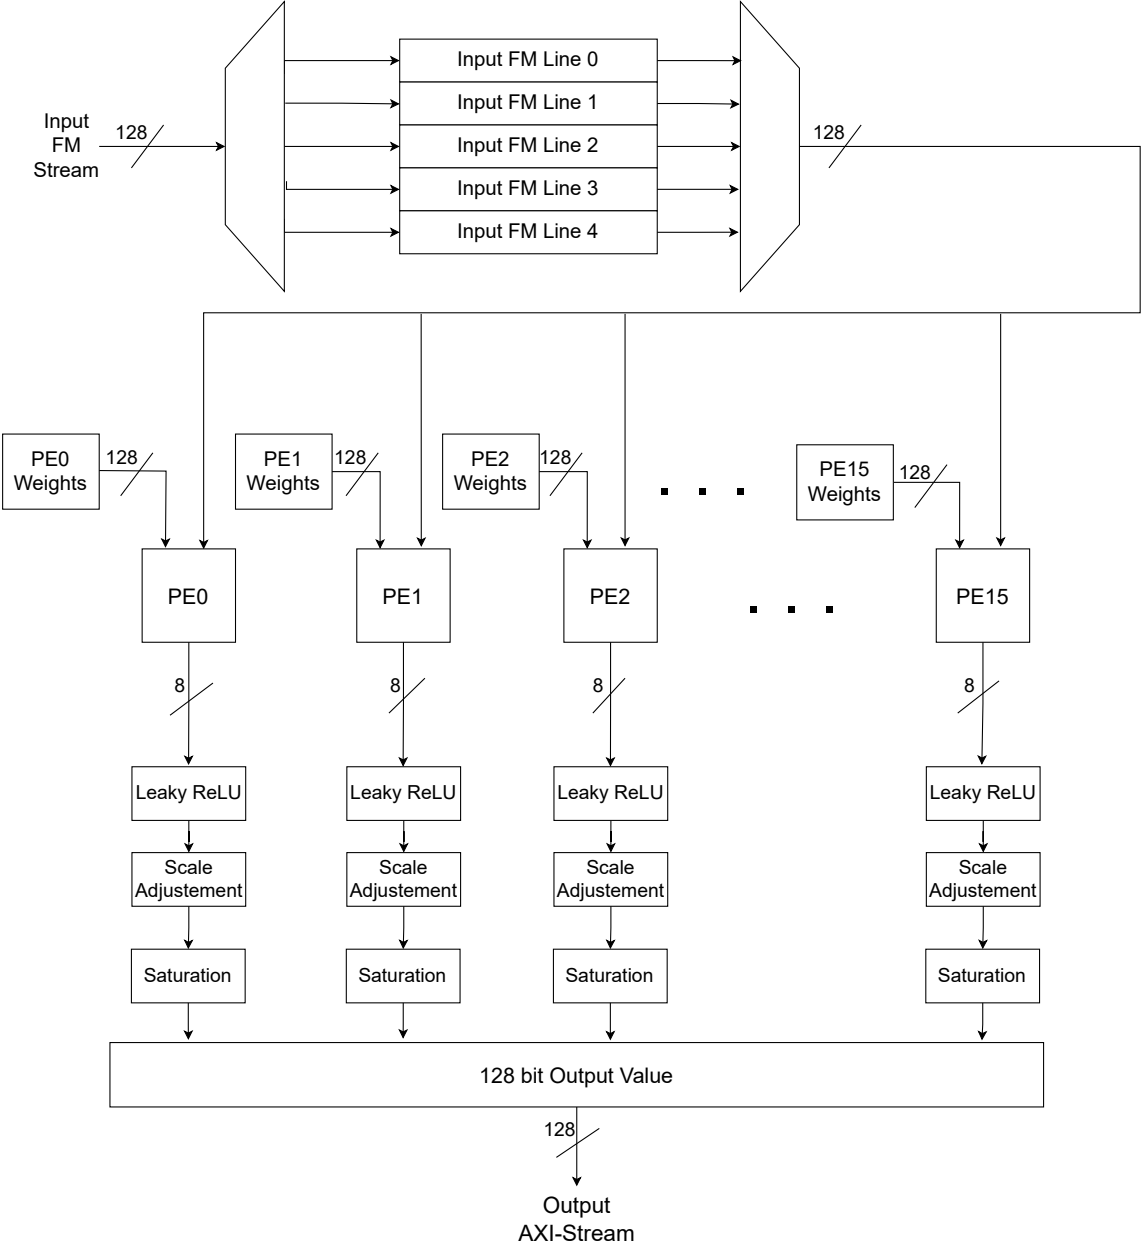 Input FM Line 0
Input FM Line 1
Input
FM
Stream
128
Input FM Line 2
128
Input FM Line 3
Input FM Line 4
PE0
Weights
128
PE1
Weights
128
PE2
Weights
128
PE15
Weights
128
PE0
PE1
PE2
PE15
8
8
8
8
Leaky ReLU
Leaky ReLU
Leaky ReLU
Leaky ReLU
Scale
Adjustement
Scale
Adjustement
Scale
Adjustement
Scale
Adjustement
Saturation
Saturation
Saturation
Saturation
128 bit Output Value
128
Output
AXI-Stream